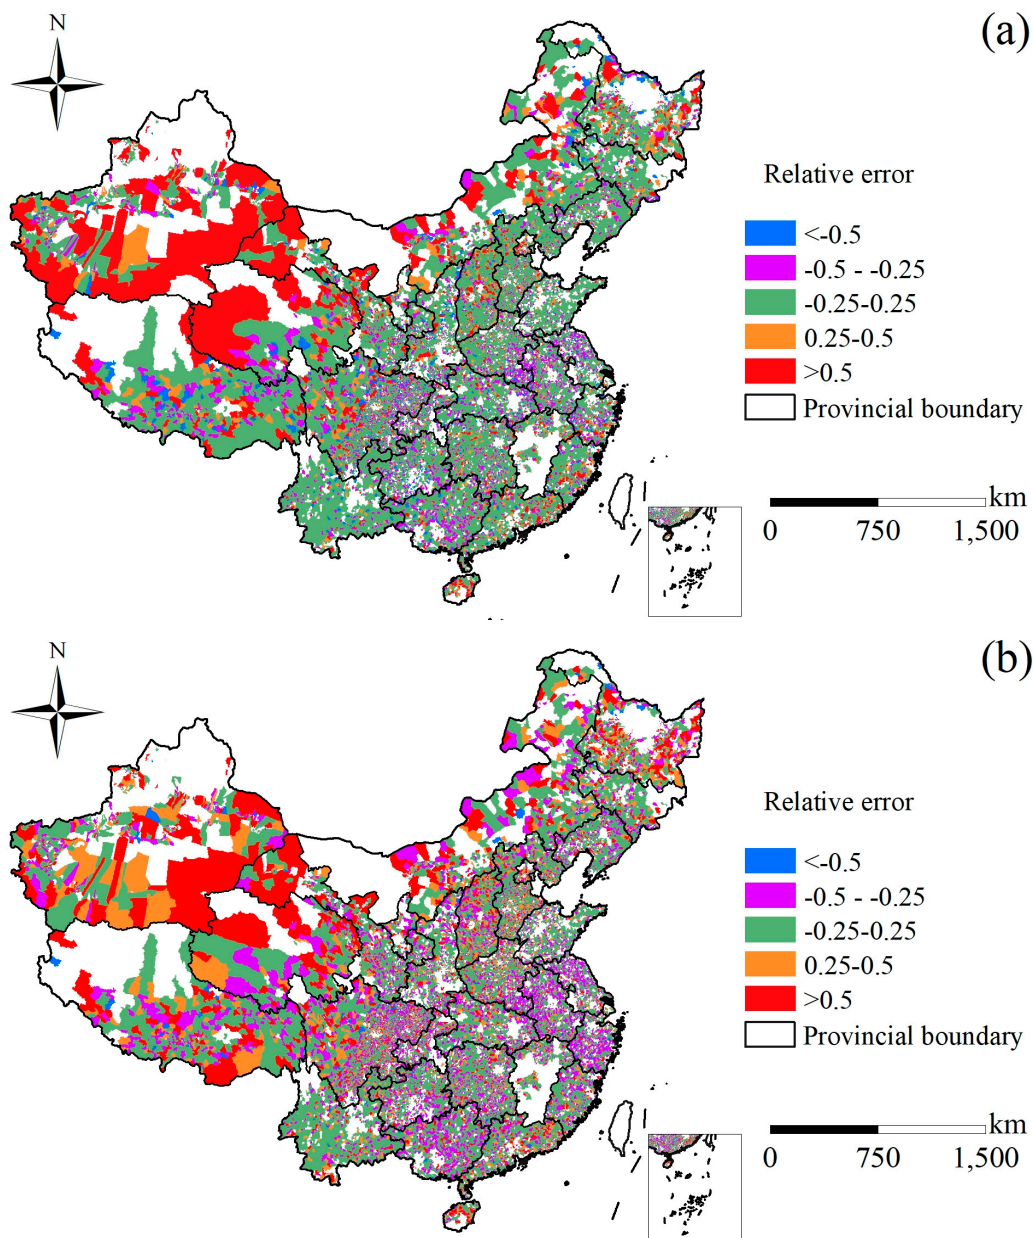 N
(a)
Relative error
<-0.5
-0.5 - -0.25
-0.25-0.25
0.25-0.5
>0.5
Provincial boundary
km
0 750 1,500
N
(b)
Relative error
<-0.5
-0.5 - -0.25
-0.25-0.25
0.25-0.5
>0.5
Provincial boundary
km
0 750 1,500